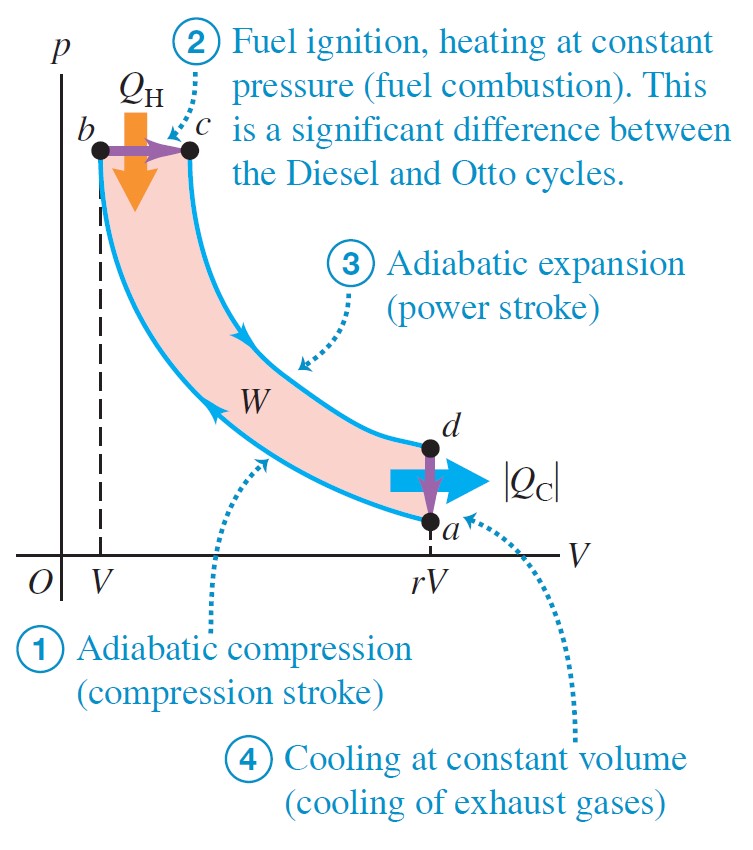 p
2 Fuel ignition, heating at constant
pressure (fuel combustion). This
is a significant difference between
the Diesel and Otto cycles.
QH
b
c
3 Adiabatic expansion
(power stroke)
W
d
|QC|
a
O
V
rV
V
1 Adiabatic compression
(compression stroke)
4 Cooling at constant volume
(cooling of exhaust gases)